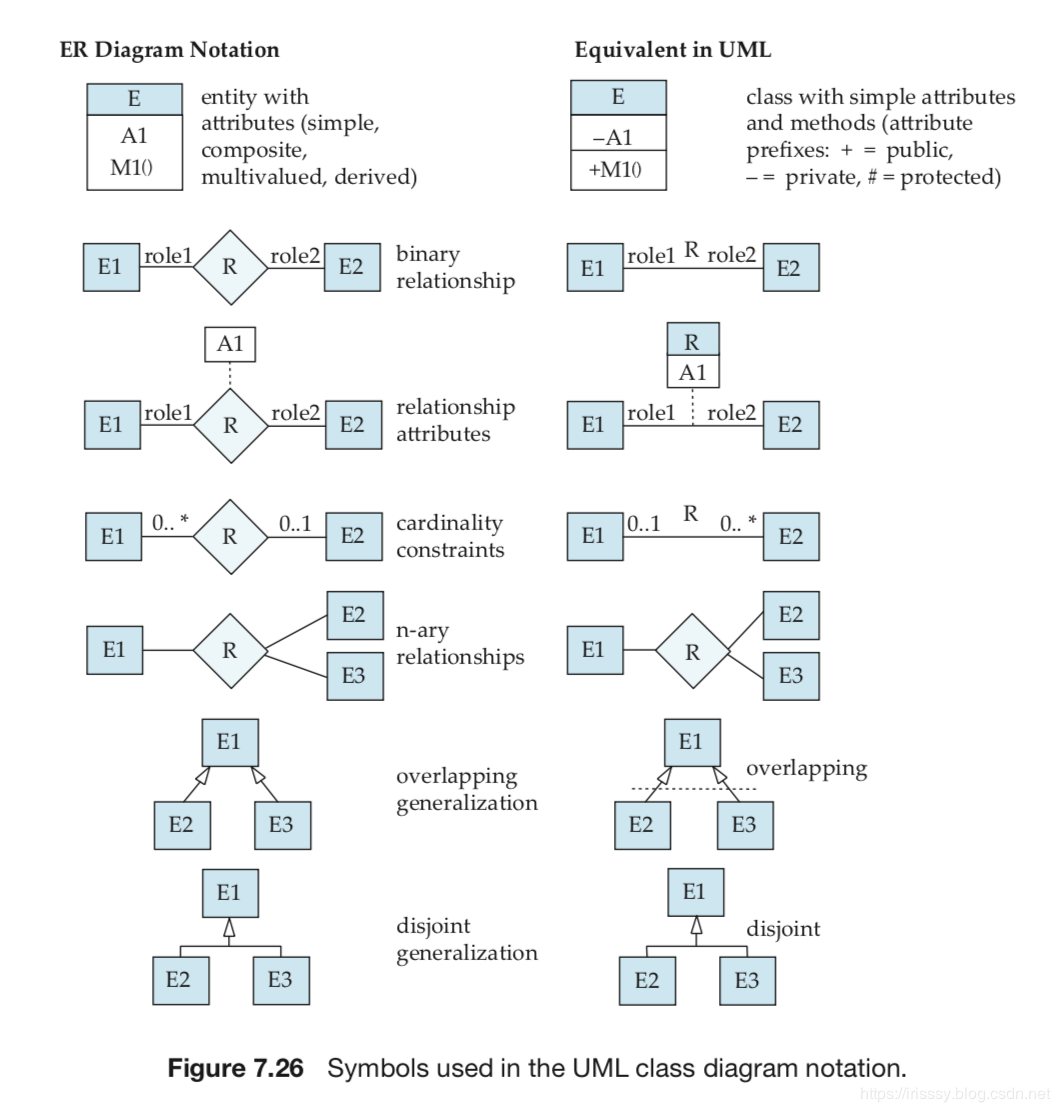 ER Diagram Notation
Equivalent in UML
E
A1
M1()
entity with
attributes (simple,
composite,
multivalued, derived)
E
–A1
+M1()
class with simple attributes
and methods (attribute
prefixes: + = public,
– = private, # = protected)
E1 role1 R role2 E2
binary
relationship
E1 role1 R role2 E2
A1
E1 role1 R role2 E2
relationship
attributes
R
A1
E1 role1 role2 E2
E1 0.. * R 0..1 E2
cardinality
constraints
E1 0..1 R 0.. * E2
E2
E1 R
E3
n-ary
relationships
E2
E1 R
E3
E1
E2 E3
overlapping
generalization
E1
overlapping
E2 E3
E1
E2 E3
disjoint
generalization
E1
disjoint
E2 E3
Figure 7.26 Symbols used in the UML class diagram notation.
https://irisssy.blog.csdn.net